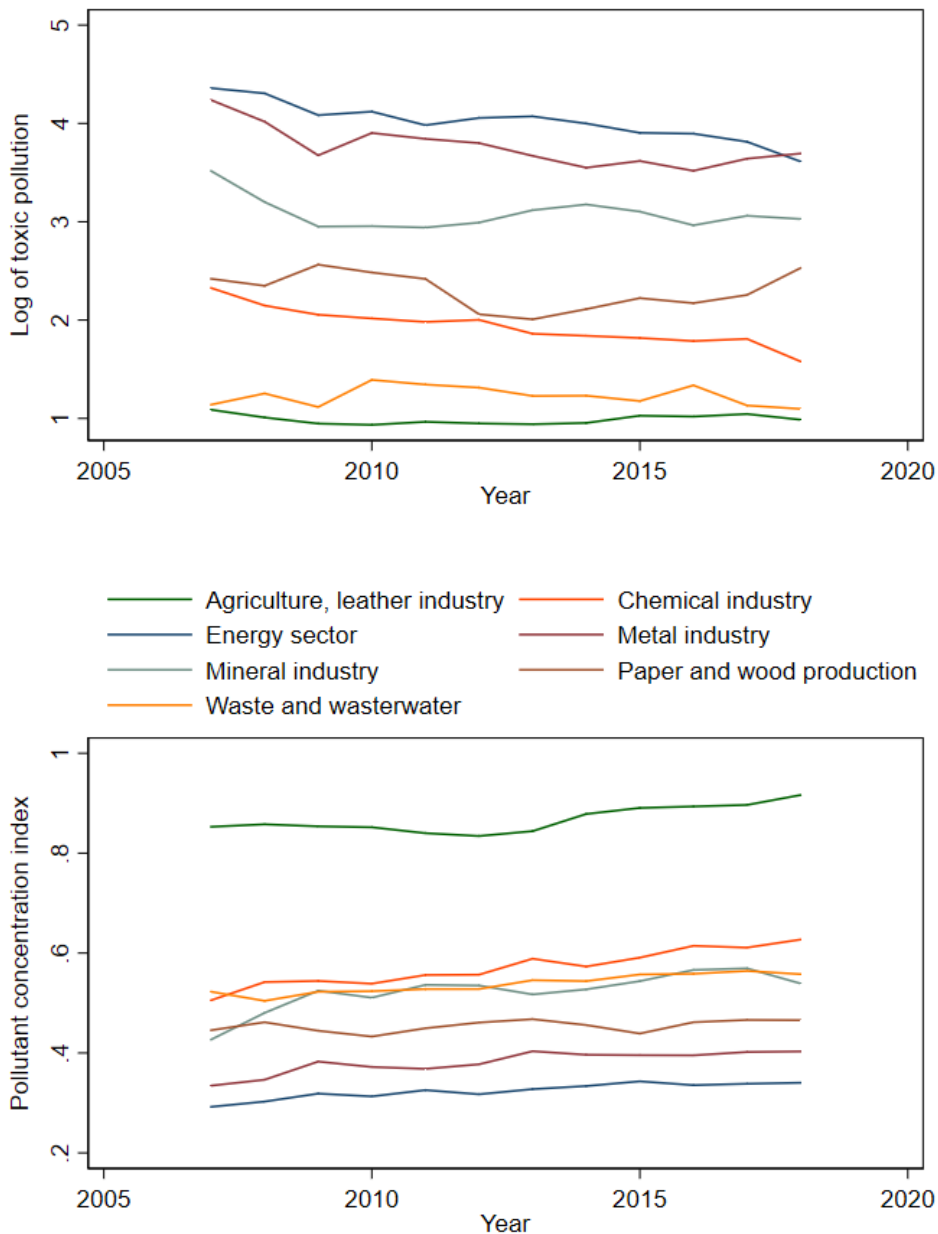 Log of toxic pollution
5
4
3
2
1
2005 2010 2015 2020
Year
Agriculture, leather industry Chemical industry
Energy sector Metal industry
Mineral industry Paper and wood production
Waste and wasterwater
Pollutant concentration index
1
.8
.6
.4
.2
2005 2010 2015 2020
Year